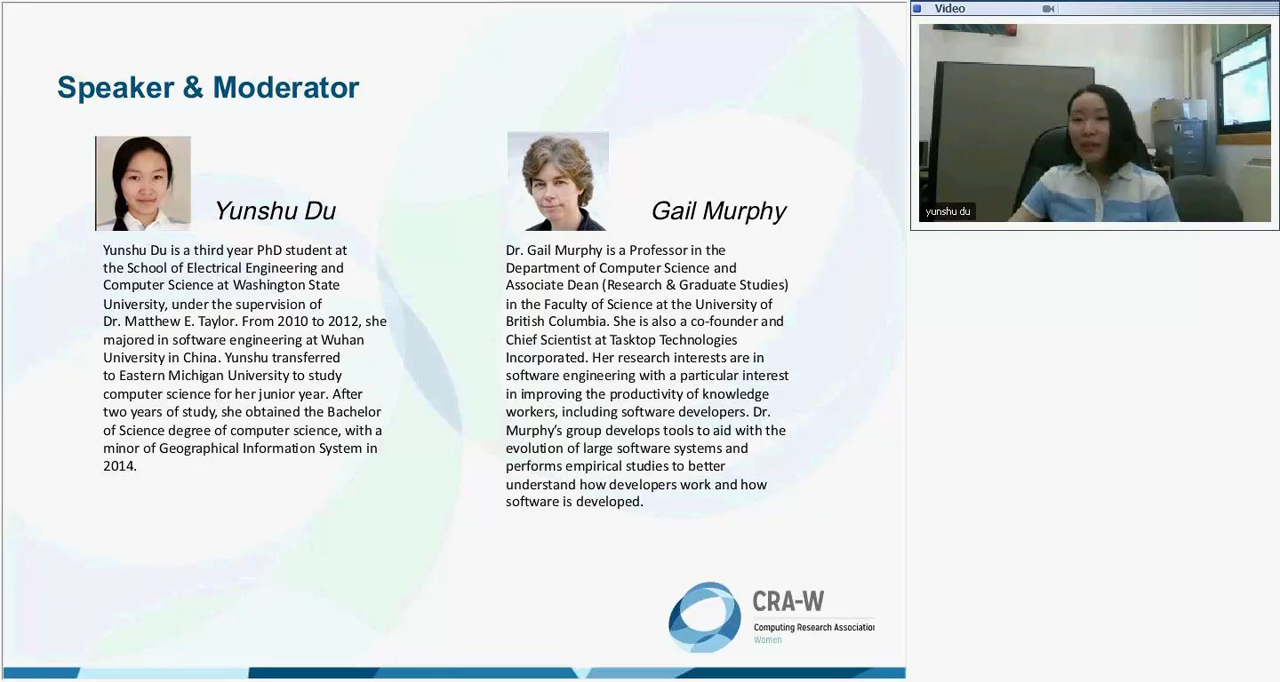 Speaker & Moderator
Yunshu Du
Yunshu Du is a third year PhD student at
the School of Electrical Engineering and
Computer Science at Washington State
University, under the supervision of
Dr. Matthew E. Taylor. From 2010 to 2012, she
majored in software engineering at Wuhan
University in China. Yunshu transferred
to Eastern Michigan University to study
computer science for her junior year. After
two years of study, she obtained the Bachelor
of Science degree of computer science, with a
minor of Geographical Information System in
2014.
Gail Murphy
Dr. Gail Murphy is a Professor in the
Department of Computer Science and
Associate Dean (Research & Graduate Studies)
in the Faculty of Science at the University of
British Columbia. She is also a co-founder and
Chief Scientist at Tasktop Technologies
Incorporated. Her research interests are in
software engineering with a particular interest
in improving the productivity of knowledge
workers, including software developers. Dr.
Murphy’s group develops tools to aid with the
evolution of large software systems and
performs empirical studies to better
understand how developers work and how
software is developed.
CRA-W
Computing Research Association
Women
Video
yunshu du